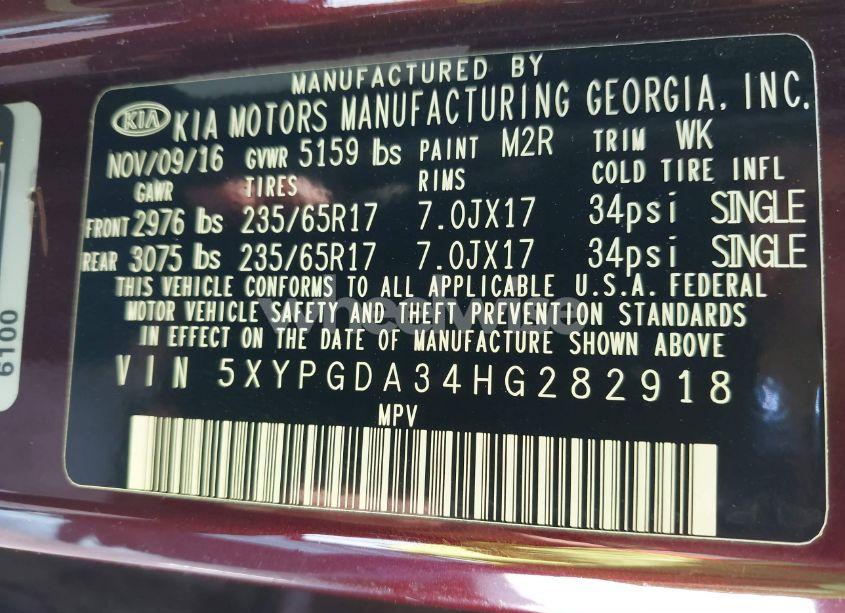 MANUFACTURED BY
KIA KIA MOTORS MANUFACTURING GEORGIA, INC.
NOV/09/16 GVWR 5159 lbs PAINT M2R TRIM WK
GAWR TIRES RIMS COLD TIRE INFL
FRONT 2976 lbs 235/65R17 7.0JX17 34psi SINGLE
REAR 3075 lbs 235/65R17 7.0JX17 34psi SINGLE
THIS VEHICLE CONFORMS TO ALL APPLICABLE U.S.A. FEDERAL
MOTOR VEHICLE SAFETY AND THEFT PREVENTION STANDARDS
IN EFFECT ON THE DATE OF MANUFACTURE SHOWN ABOVE
VIN 5XYPGDA34HG282918
MPV
6100